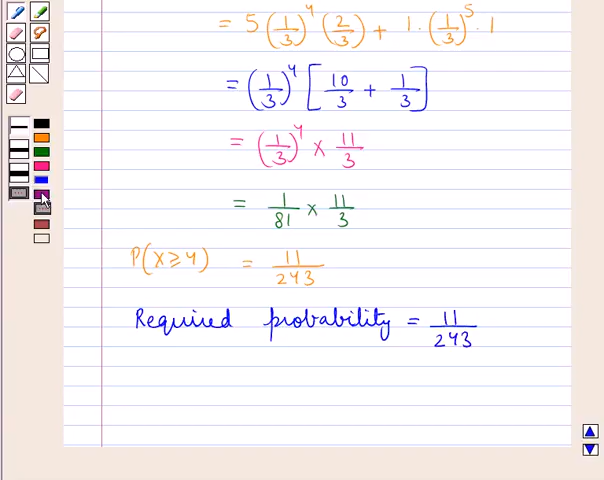 = 5 (1/3)^4 (2/3) + 1 · (1/3)^5 · 1
= (1/3)^4 [ 10/3 + 1/3 ]
= (1/3)^4 × 11/3
= 1/81 × 11/3
P(X ≥ 4) = 11/243
Required probability = 11/243